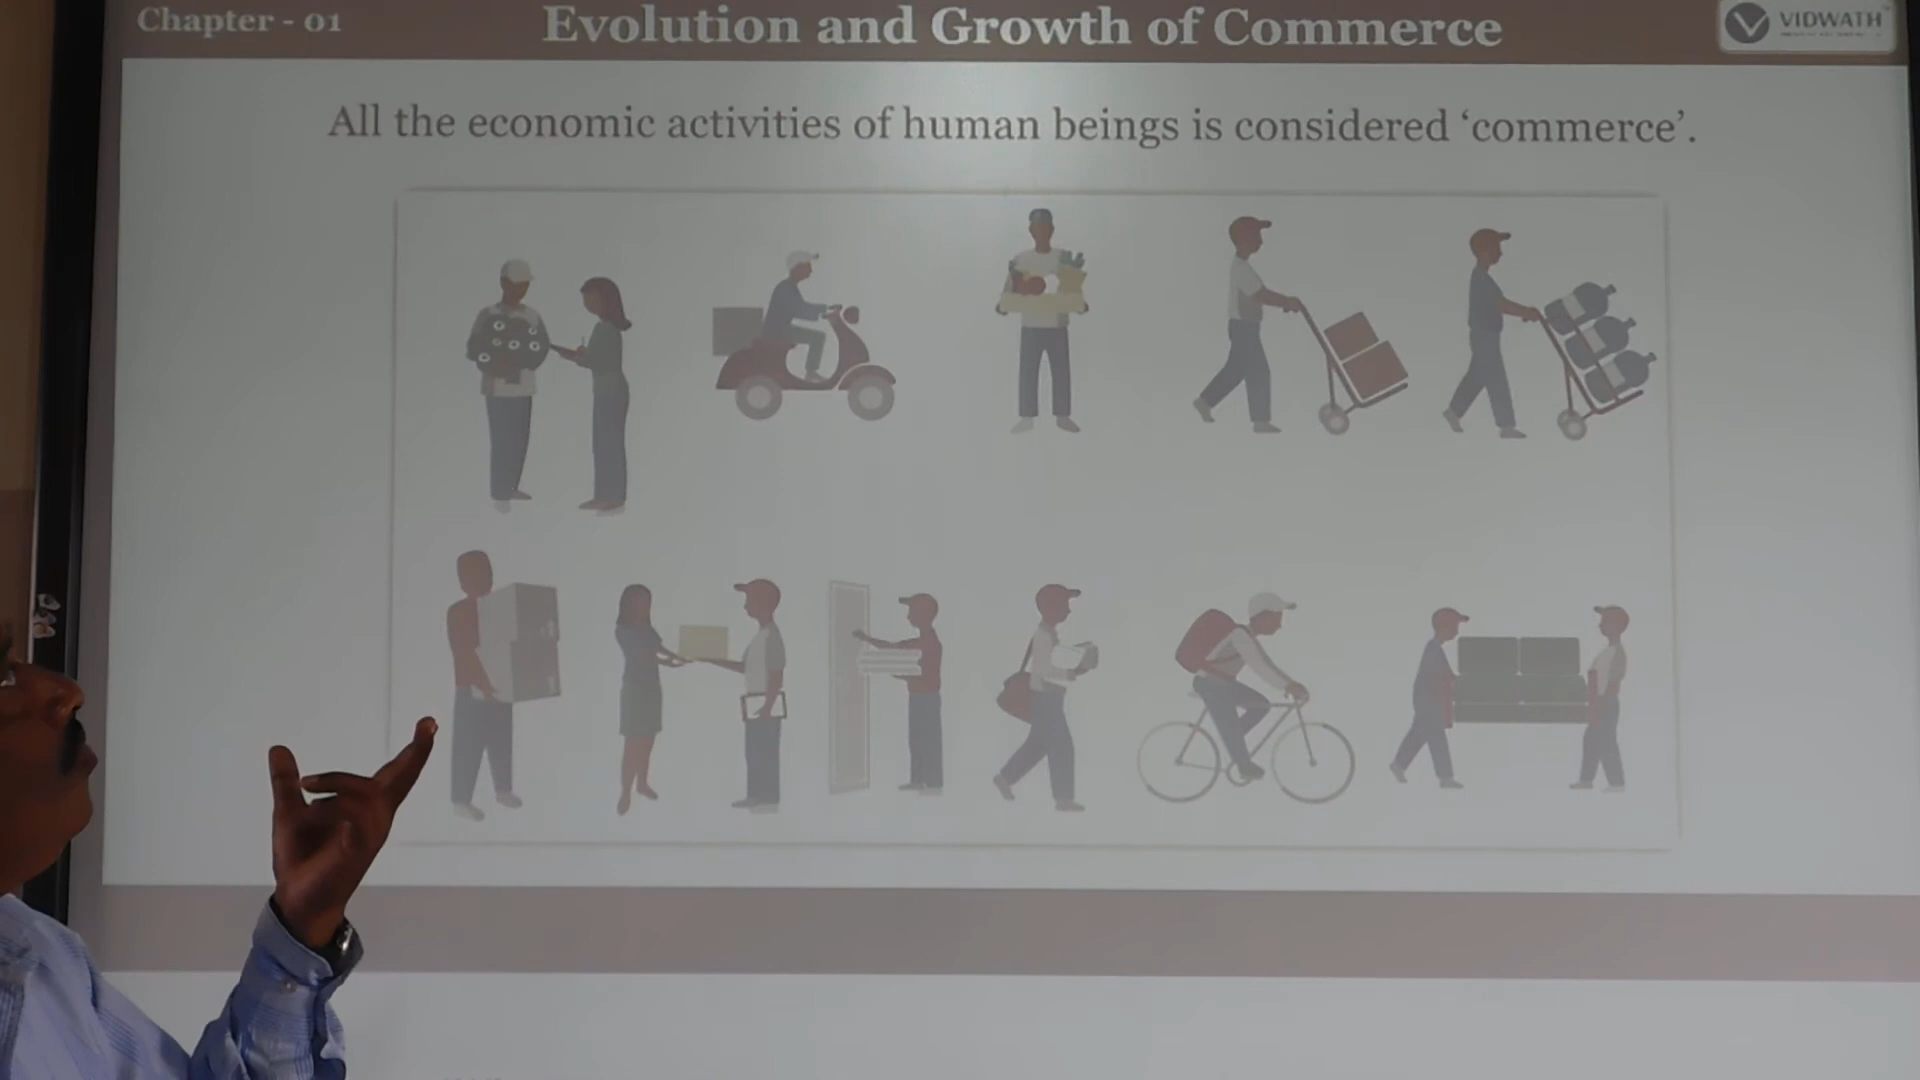 Chapter - 01
Evolution and Growth of Commerce
VIDWATH
All the economic activities of human beings is considered ‘commerce’.